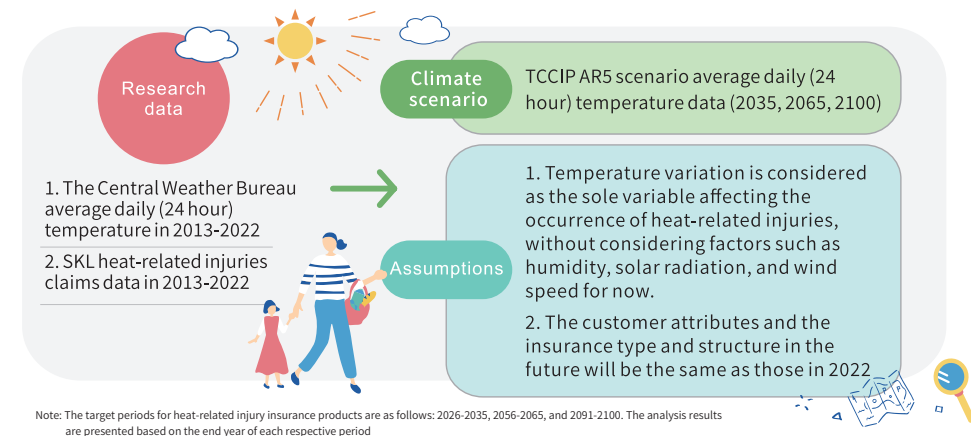 Research
data
1. The Central Weather Bureau
average daily (24 hour)
temperature in 2013-2022
2. SKL heat-related injuries
claims data in 2013-2022
Climate
scenario
TCCIP AR5 scenario average daily (24
hour) temperature data (2035, 2065, 2100)
Assumptions
1. Temperature variation is considered
as the sole variable affecting the
occurrence of heat-related injuries,
without considering factors such as
humidity, solar radiation, and wind
speed for now.
2. The customer attributes and the
insurance type and structure in the
future will be the same as those in 2022
Note: The target periods for heat-related injury insurance products are as follows: 2026-2035, 2056-2065, and 2091-2100. The analysis results
are presented based on the end year of each respective period